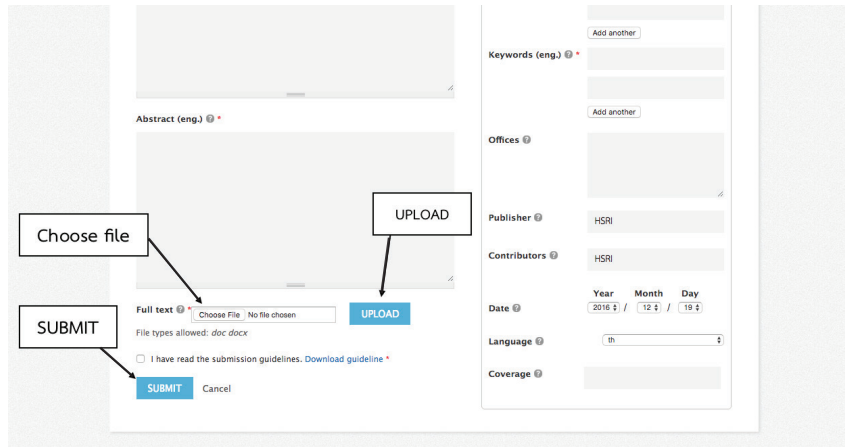 Abstract (eng.) ? *
Choose file
UPLOAD
Full text ? * Choose File No file chosen UPLOAD
File types allowed: doc docx
SUBMIT
I have read the submission guidelines. Download guideline *
SUBMIT Cancel
Add another
Keywords (eng.) ? *
Add another
Offices ?
Publisher ? HSRI
Contributors ? HSRI
Year Month Day
Date ? 2016 / 12 / 19
Language ? th
Coverage ?